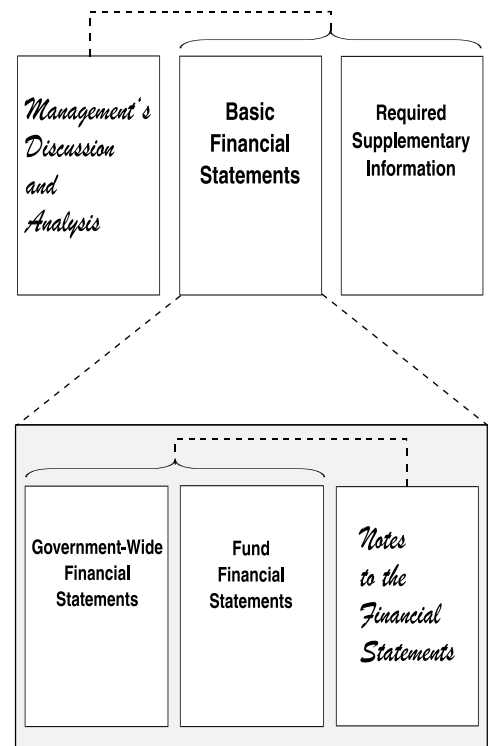 Management's
Discussion
and
Analysis
Basic
Financial
Statements
Required
Supplementary
Information
Government-Wide
Financial
Statements
Fund
Financial
Statements
Notes
to the
Financial
Statements